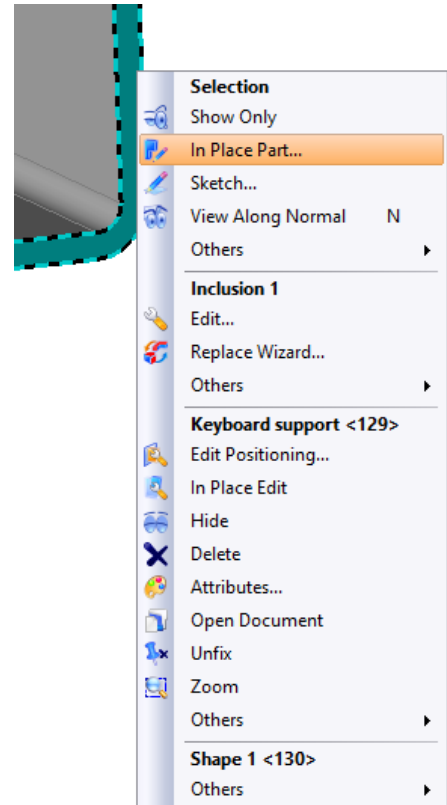 Selection
Show Only
In Place Part...
Sketch...
View Along Normal N
Others
Inclusion 1
Edit...
Replace Wizard...
Others
Keyboard support <129>
Edit Positioning...
In Place Edit
Hide
Delete
Attributes...
Open Document
Unfix
Zoom
Others
Shape 1 <130>
Others